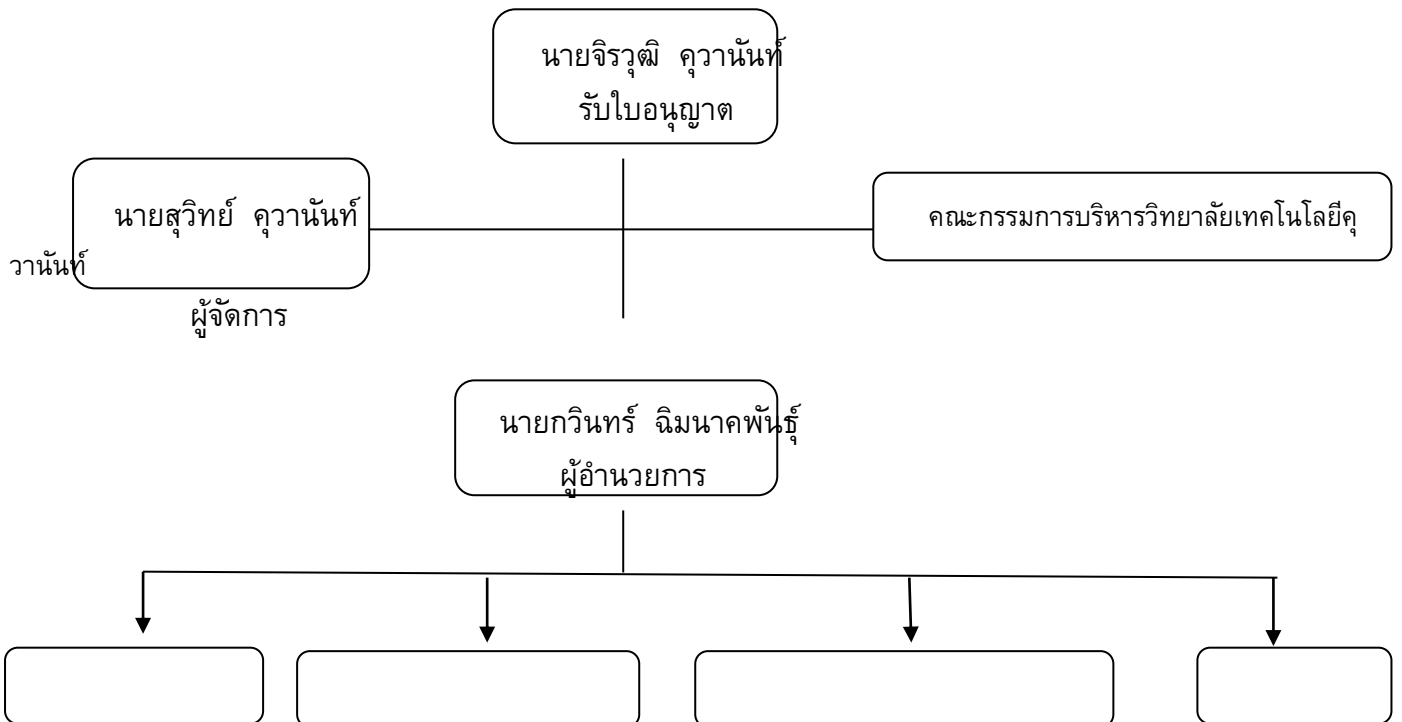 นายจิรวุฒิ คุวานันท์
รับใบอนุญาต
นายสุวิทย์ คุวานันท์
คณะกรรมการบริหารวิทยาลัยเทคโนโลยีคุ
วานันท์
ผู้จัดการ
นายกวินทร์ ฉิมนาคพันธุ์
ผู้อำนวยการ